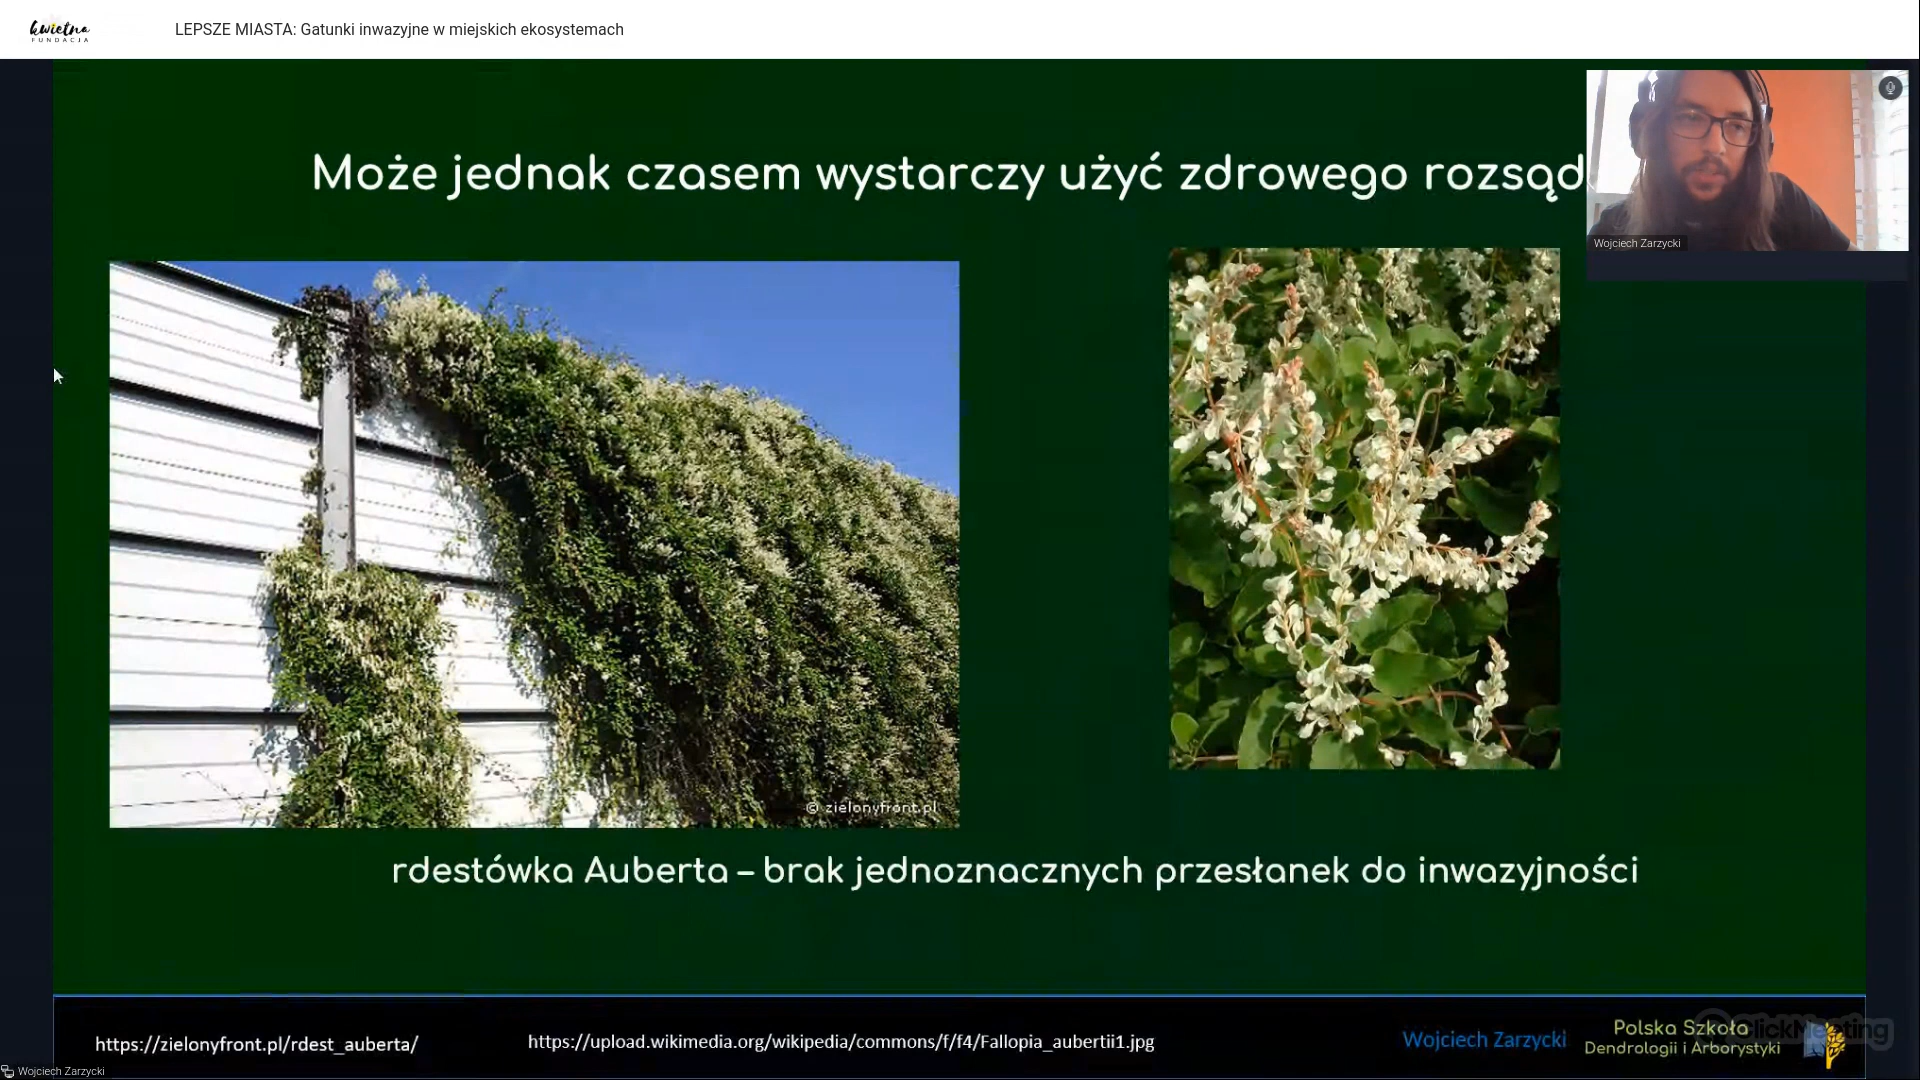 kwietna
FUNDACJA
LEPSZE MIASTA: Gatunki inwazyjne w miejskich ekosystemach
Może jednak czasem wystarczy użyć zdrowego rozsąd
Wojciech Zarzycki
© zielonyfront.pl
rdestówka Auberta – brak jednoznacznych przesłanek do inwazyjności
https://zielonyfront.pl/rdest_auberta/
https://upload.wikimedia.org/wikipedia/commons/f/f4/Fallopia_aubertii1.jpg
Wojciech Zarzycki
Polska Szkoła
Dendrologii i Arborystyki
ClickMeeting
Wojciech Zarzycki